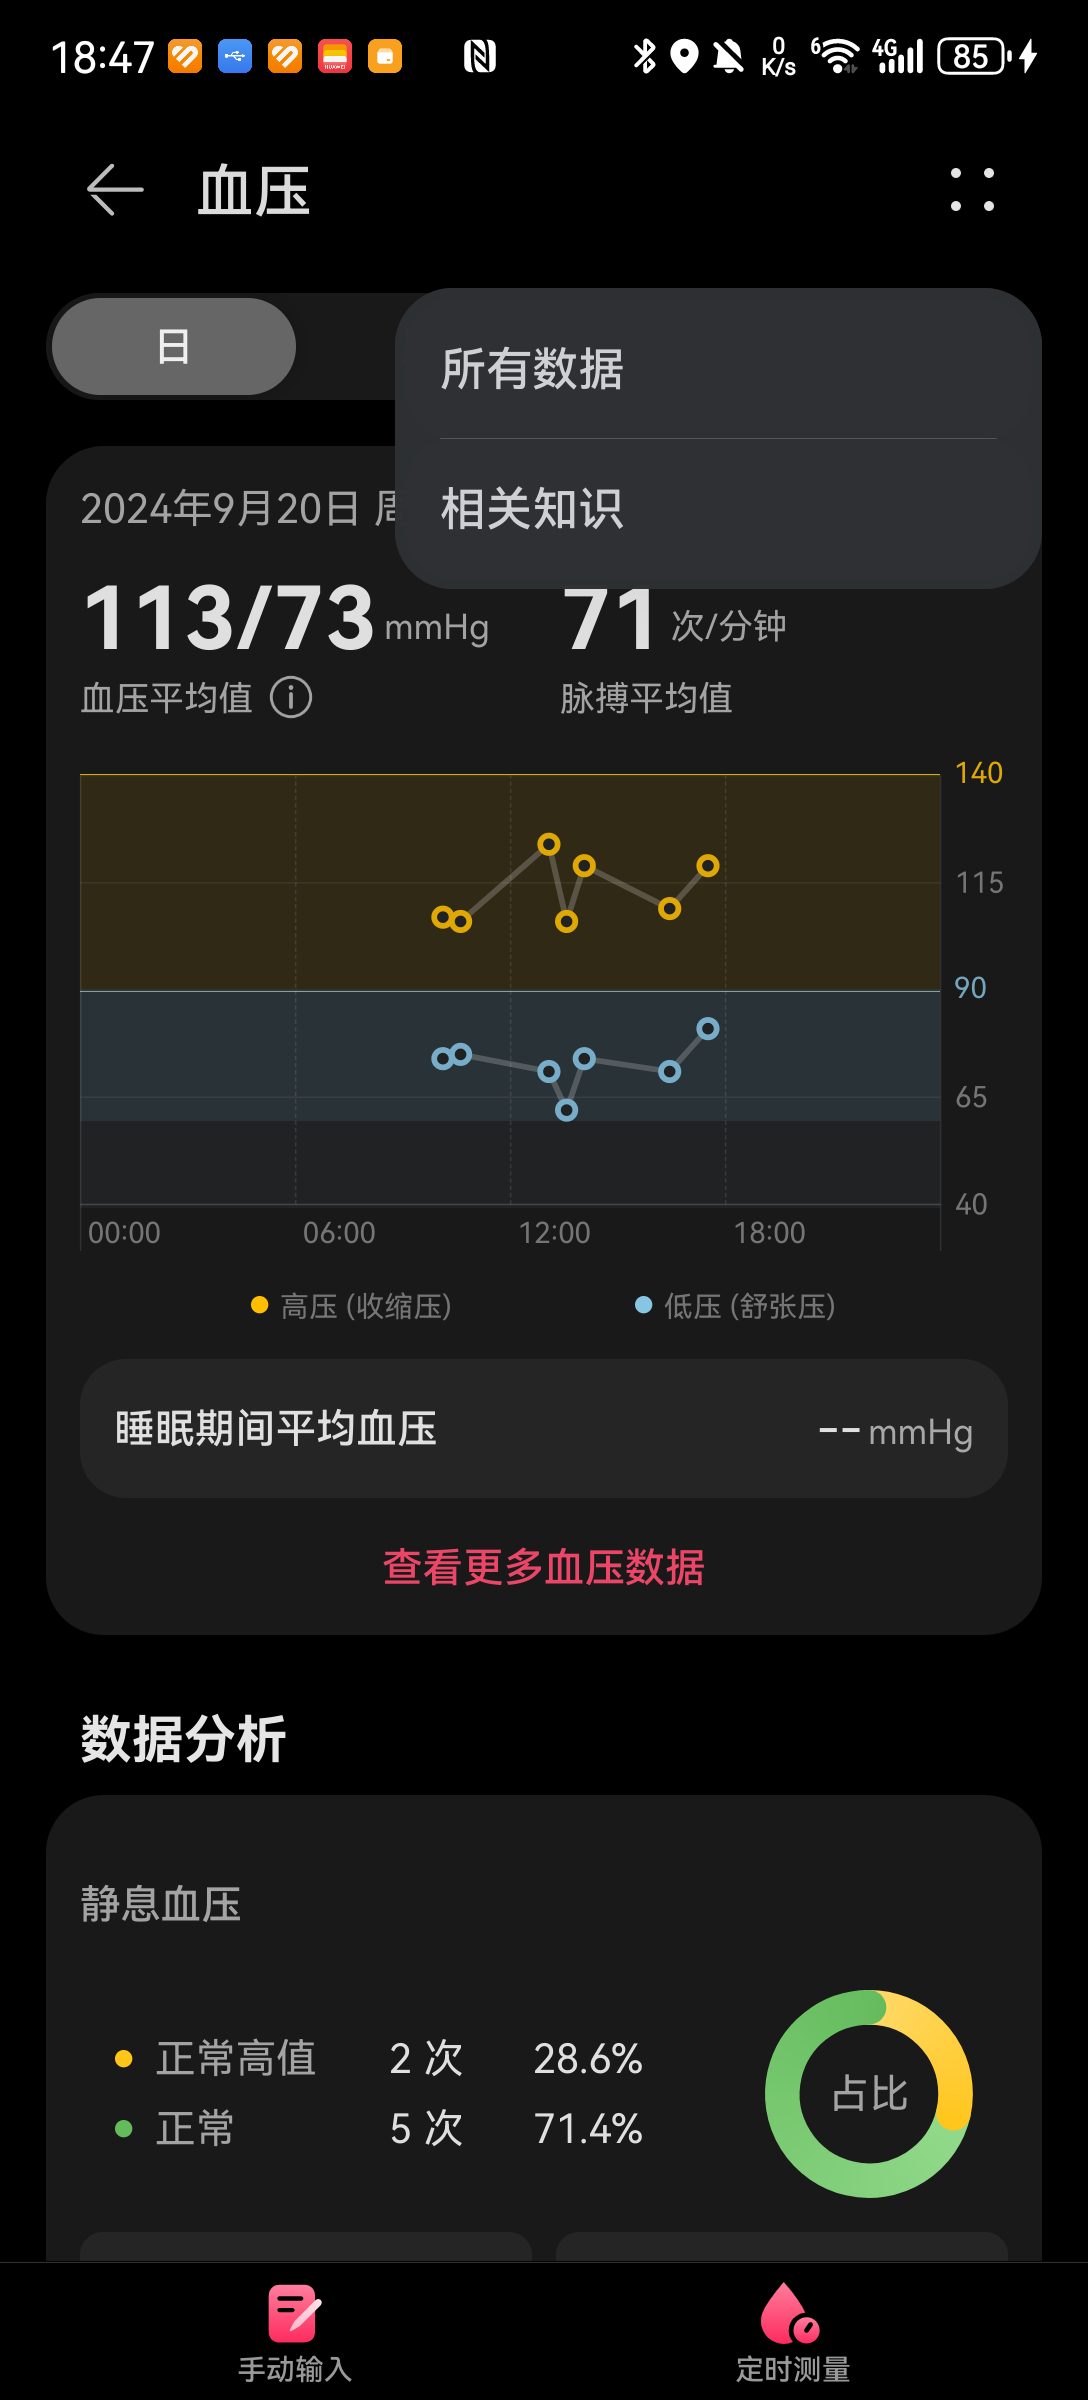 18:47
HUAWEI
0 K/s
6
4G
85
血压
日
所有数据
相关知识
2024年9月20日
113/73 mmHg
71 次/分钟
血压平均值
脉搏平均值
140
115
90
65
40
00:00 06:00 12:00 18:00
高压 (收缩压) 低压 (舒张压)
睡眠期间平均血压 -- mmHg
查看更多血压数据
数据分析
静息血压
正常高值 2 次 28.6%
正常 5 次 71.4%
占比
手动输入 定时测量